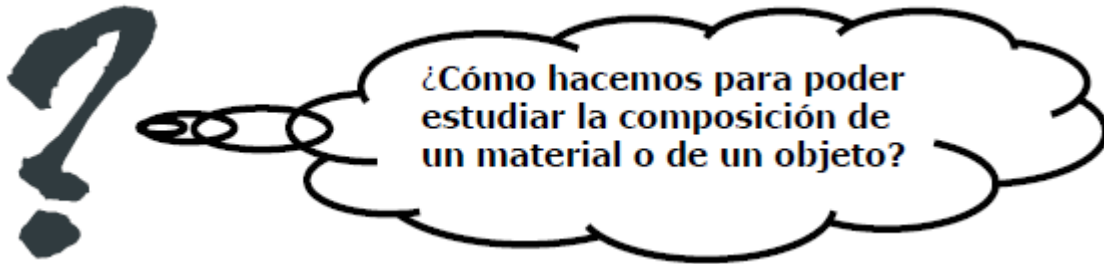 ¿Cómo hacemos para poder
estudiar la composición de
un material o de un objeto?